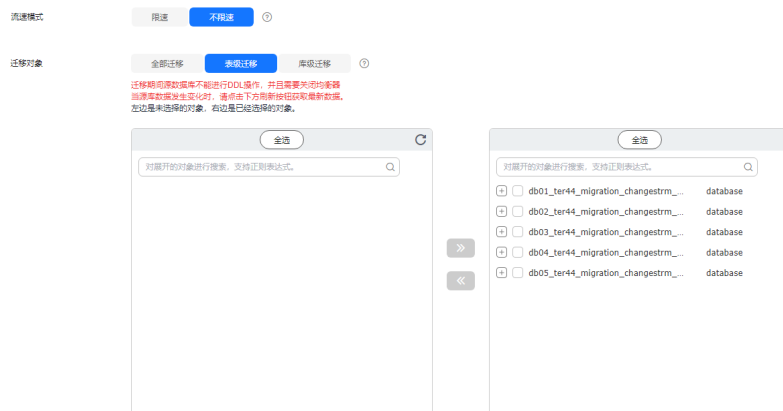 流速模式
限速
不限速
迁移对象
全部迁移
表级迁移
库级迁移
迁移期间源数据库不能进行DDL操作，并且需要关闭均衡器
当源库数据发生变化时，请点击下方刷新按钮获取最新数据。
左边是未选择的对象，右边是已经选择的对象。
全选
对展开的对象进行搜索，支持正则表达式。
全选
对展开的对象进行搜索，支持正则表达式。
db01_ter44_migration_changestrm_... database
db02_ter44_migration_changestrm_... database
db03_ter44_migration_changestrm_... database
db04_ter44_migration_changestrm_... database
db05_ter44_migration_changestrm_... database